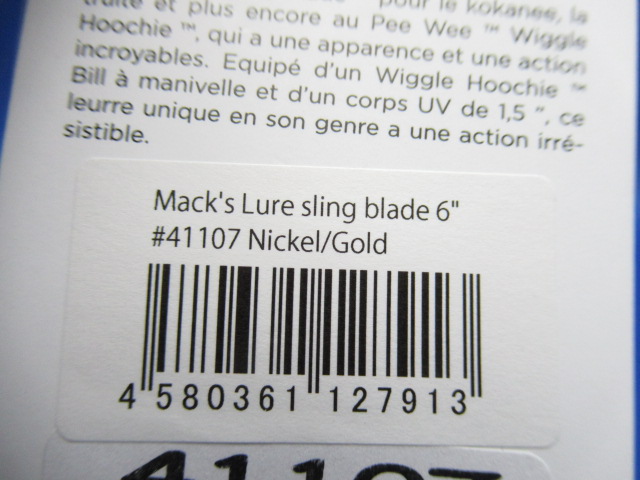 truite et plus encore au Pee Wee ™ Wiggle
pour le kokanee, la
Hoochie ™, qui a une apparence et une action
incroyables. Equipé d'un Wiggle Hoochie ™
Bill à manivelle et d'un corps UV de 1,5 ", ce
leurre unique en son genre a une action irré-
sistible.
Mack's Lure sling blade 6"
#41107 Nickel/Gold
4 580361 127913
41107